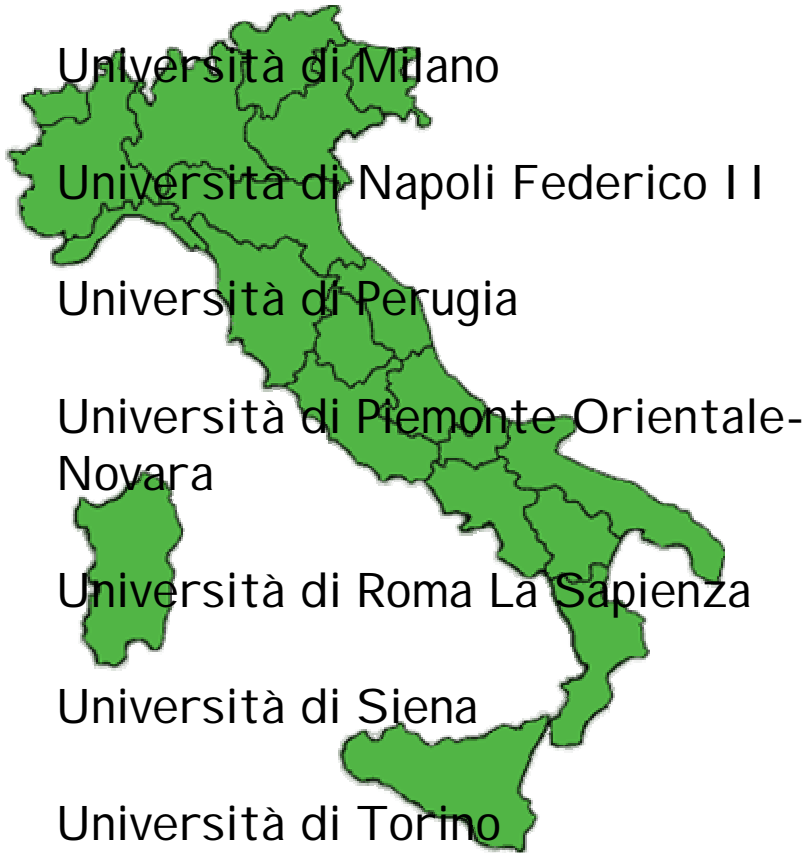 Università di Milano
Università di Napoli Federico II
Università di Perugia
Università di Piemonte Orientale-
Novara
Università di Roma La Sapienza
Università di Siena
Università di Torino